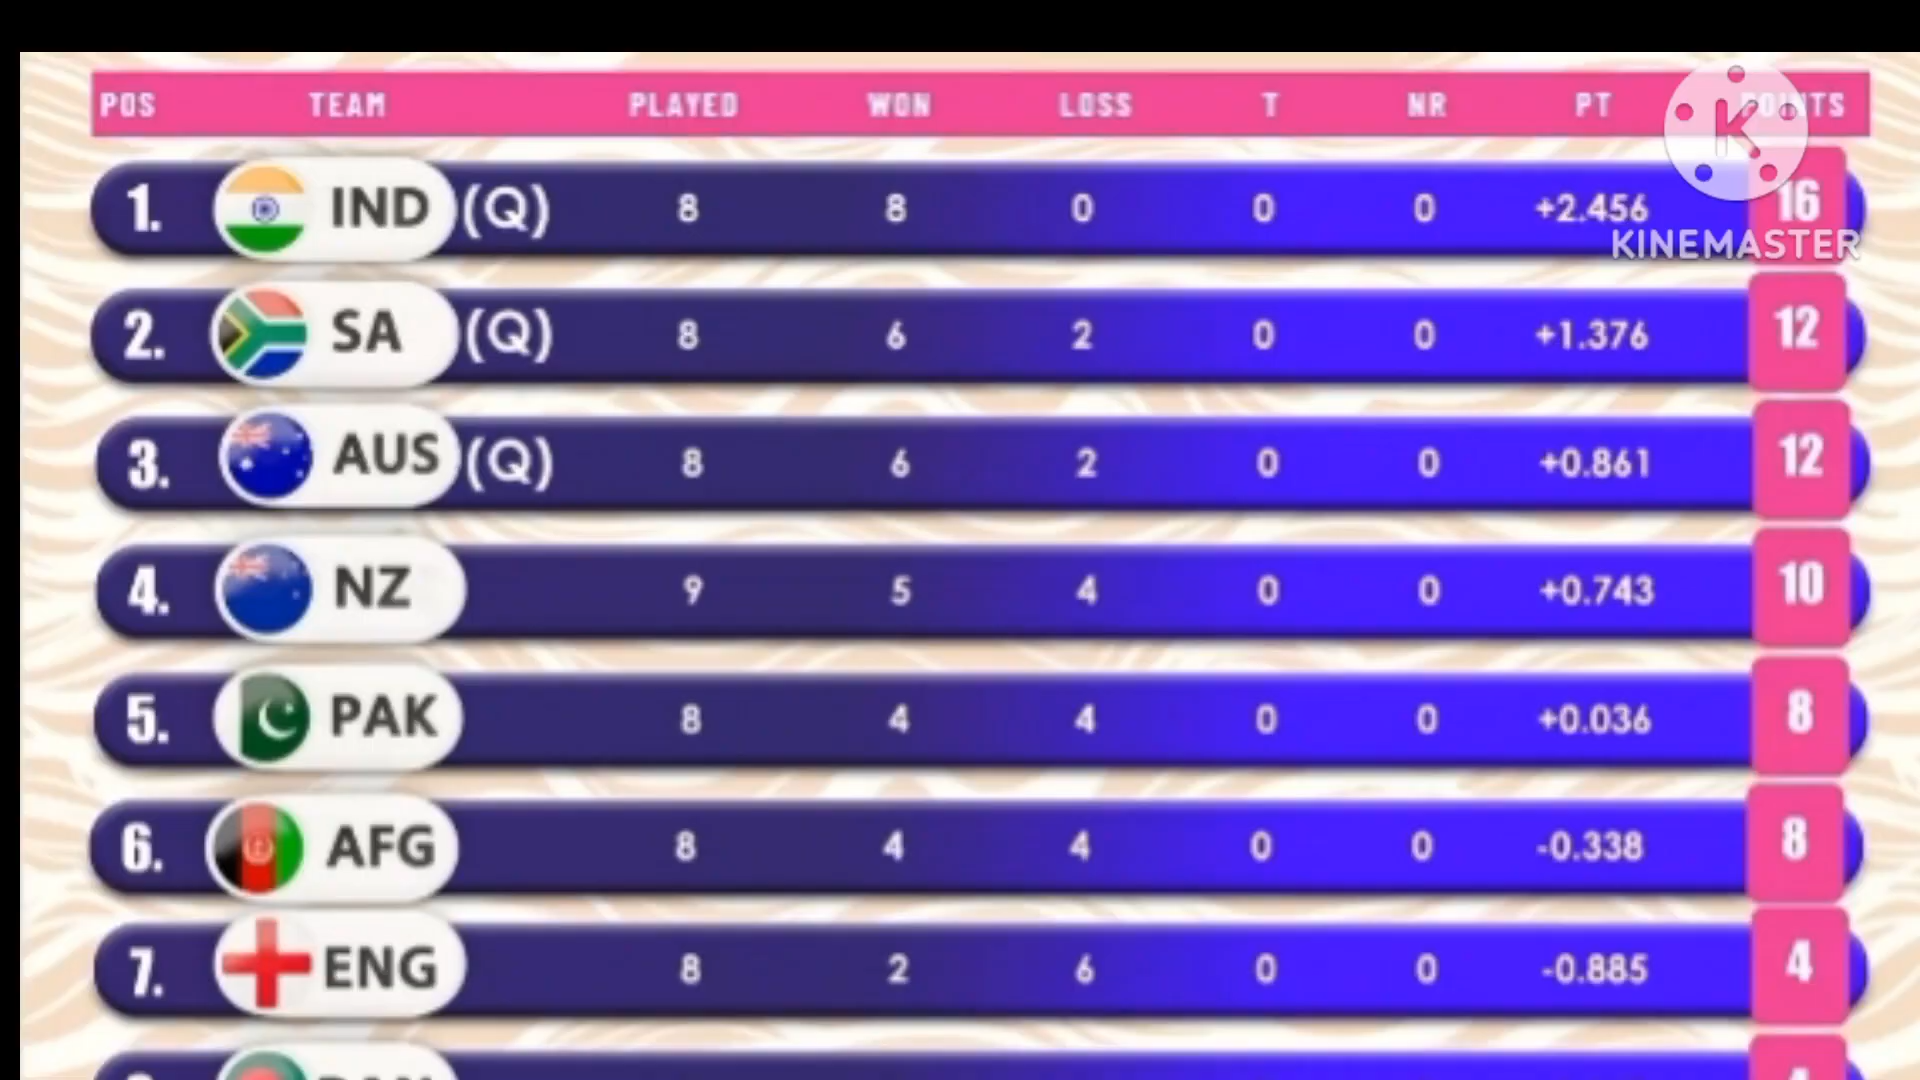 POS TEAM PLAYED WON LOSS T NR PT POINTS
1. IND (Q) 8 8 0 0 0 +2.456 16
K
KINEMASTER
2. SA (Q) 8 6 2 0 0 +1.376 12
3. AUS (Q) 8 6 2 0 0 +0.861 12
4. NZ 9 5 4 0 0 +0.743 10
5. PAK 8 4 4 0 0 +0.036 8
6. AFG 8 4 4 0 0 -0.338 8
7. ENG 8 2 6 0 0 -0.885 4